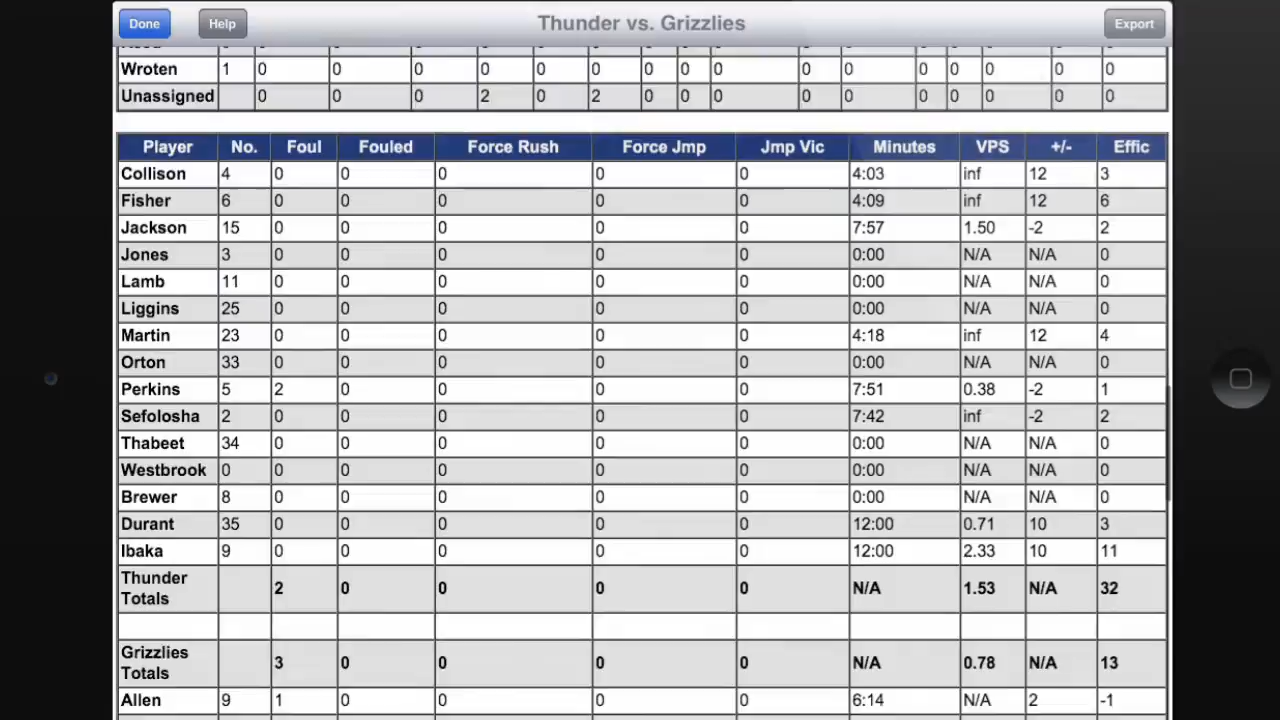 Done Help Thunder vs. Grizzlies Export
Wroten 1 0 0 0 0 0 0 0 0 0 0 0 0 0 0 0 0
Unassigned 0 0 0 2 0 2 0 0 0 0 0 0 0 0 0 0
Player No. Foul Fouled Force Rush Force Jmp Jmp Vic Minutes VPS +/- Effic
Collison 4 0 0 0 0 0 4:03 inf 12 3
Fisher 6 0 0 0 0 0 4:09 inf 12 6
Jackson 15 0 0 0 0 0 7:57 1.50 -2 2
Jones 3 0 0 0 0 0 0:00 N/A N/A 0
Lamb 11 0 0 0 0 0 0:00 N/A N/A 0
Liggins 25 0 0 0 0 0 0:00 N/A N/A 0
Martin 23 0 0 0 0 0 4:18 inf 12 4
Orton 33 0 0 0 0 0 0:00 N/A N/A 0
Perkins 5 2 0 0 0 0 7:51 0.38 -2 1
Sefolosha 2 0 0 0 0 0 7:42 inf -2 2
Thabeet 34 0 0 0 0 0 0:00 N/A N/A 0
Westbrook 0 0 0 0 0 0 0:00 N/A N/A 0
Brewer 8 0 0 0 0 0 0:00 N/A N/A 0
Durant 35 0 0 0 0 0 12:00 0.71 10 3
Ibaka 9 0 0 0 0 0 12:00 2.33 10 11
Thunder
Totals 2 0 0 0 0 N/A 1.53 N/A 32
Grizzlies
Totals 3 0 0 0 0 N/A 0.78 N/A 13
Allen 9 1 0 0 0 0 6:14 N/A 2 -1